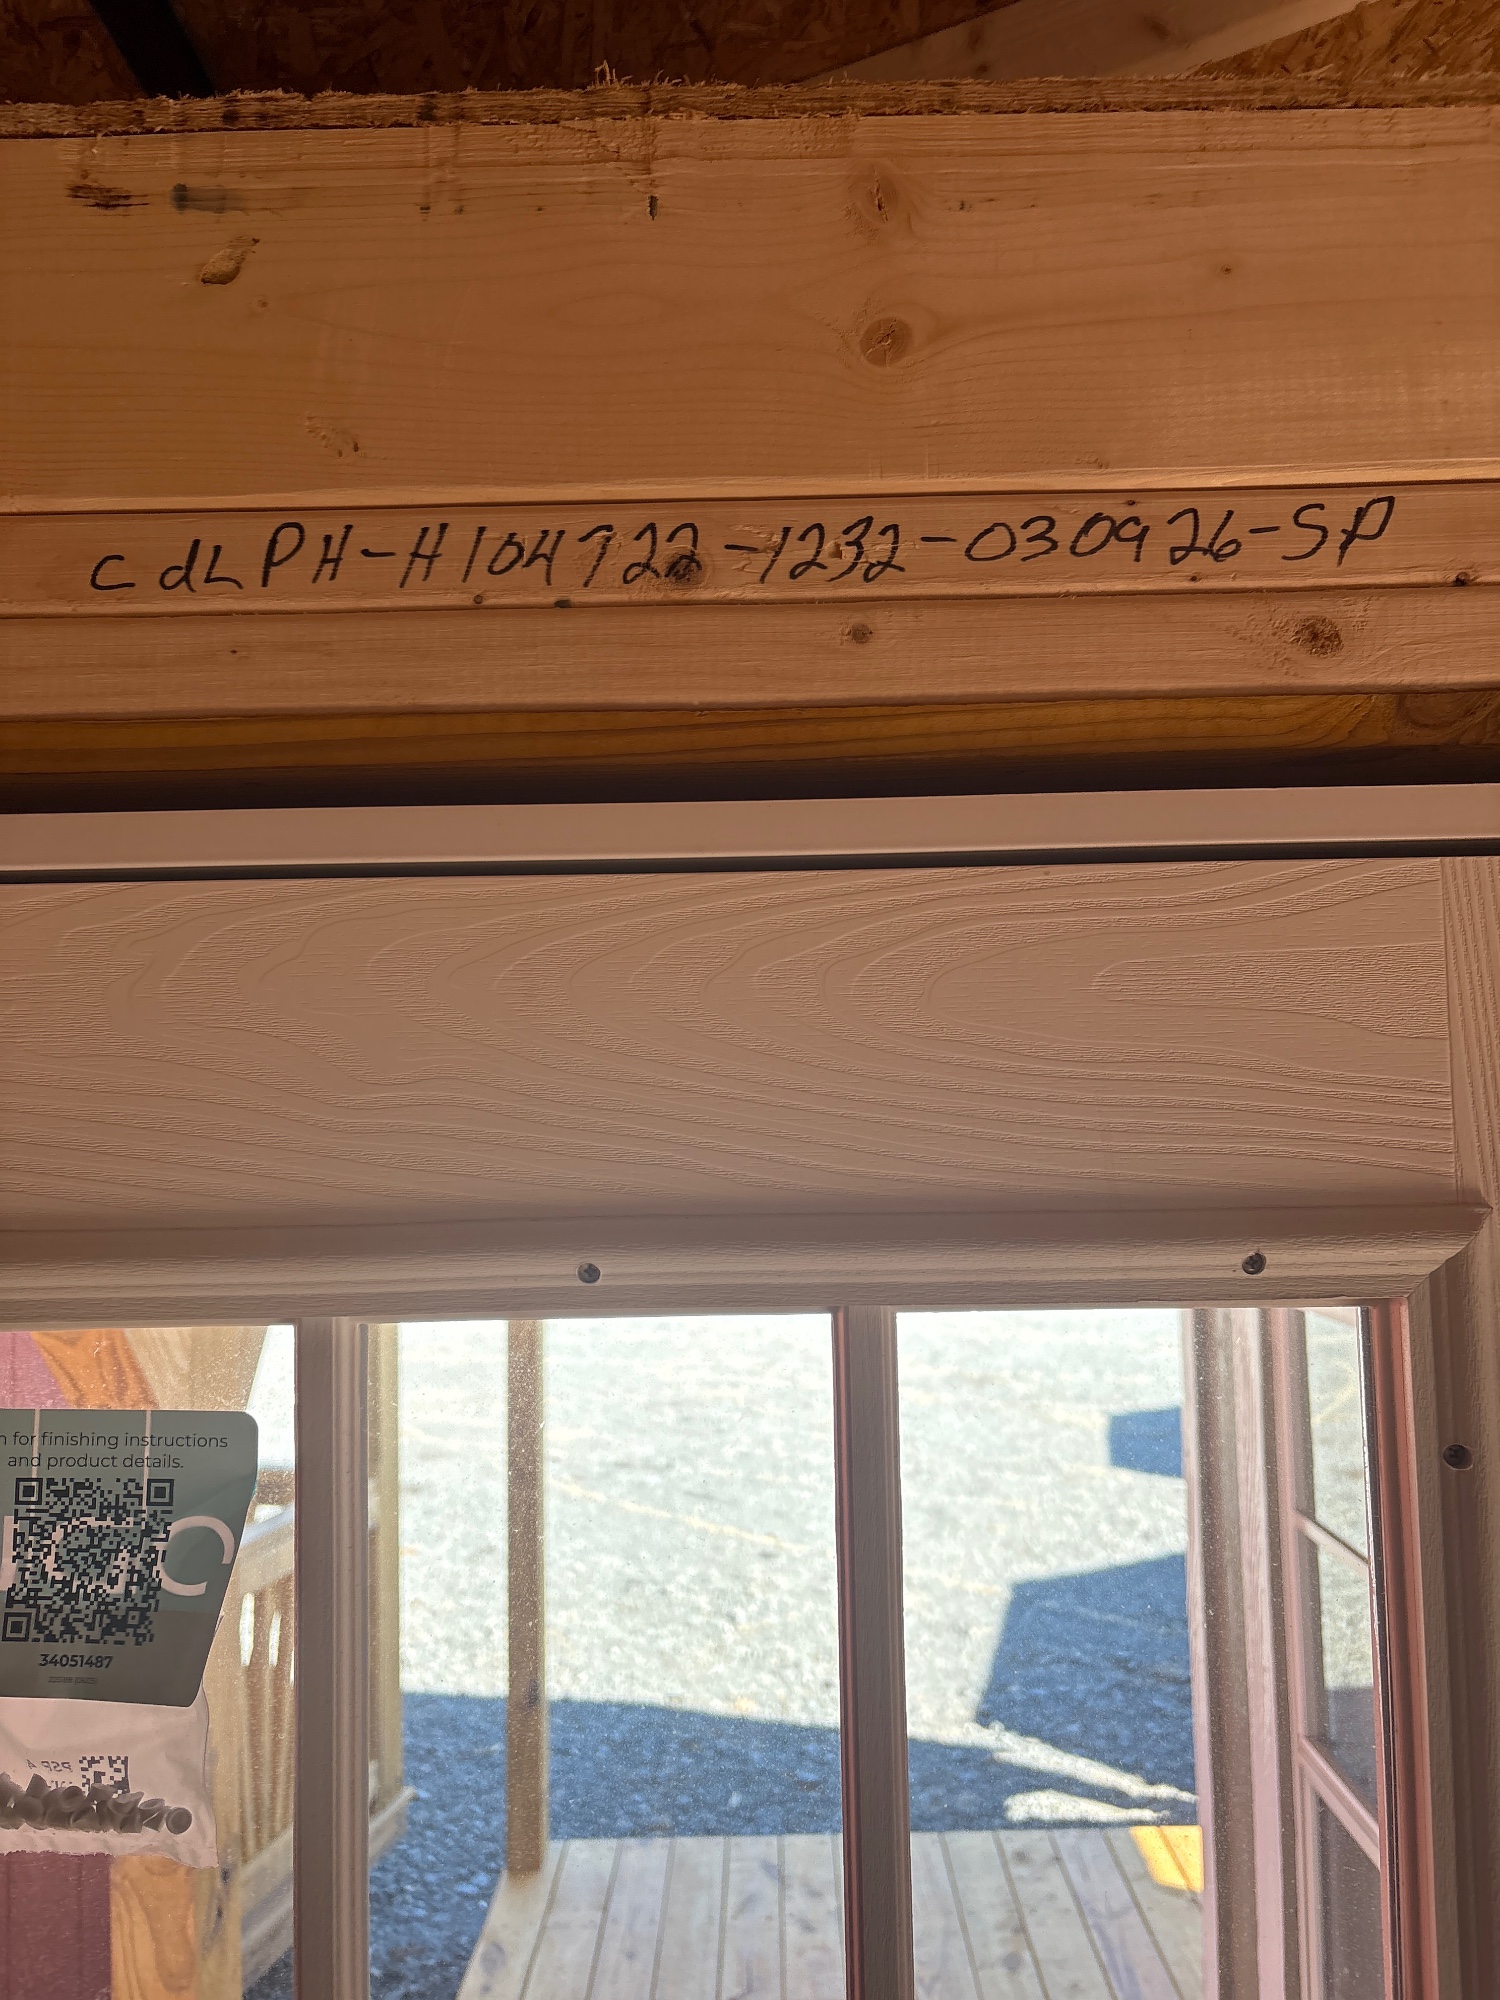 cdLPH-H104722-1232-030926-SP
for finishing instructions
and product details.
34051487